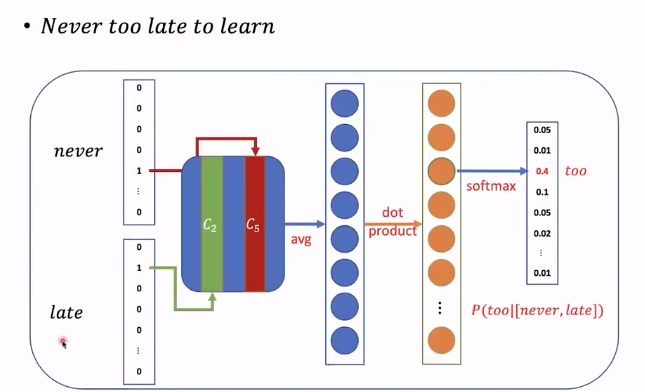 • Never too late to learn
never
0
0
0
0
1
⋮
0
late
0
1
0
0
0
⋮
0
C₂
C₅
avg
dot
product
⋮
softmax
0.05
0.01
0.4
0.1
0.05
0.02
⋮
0.01
too
P(too|[never, late])